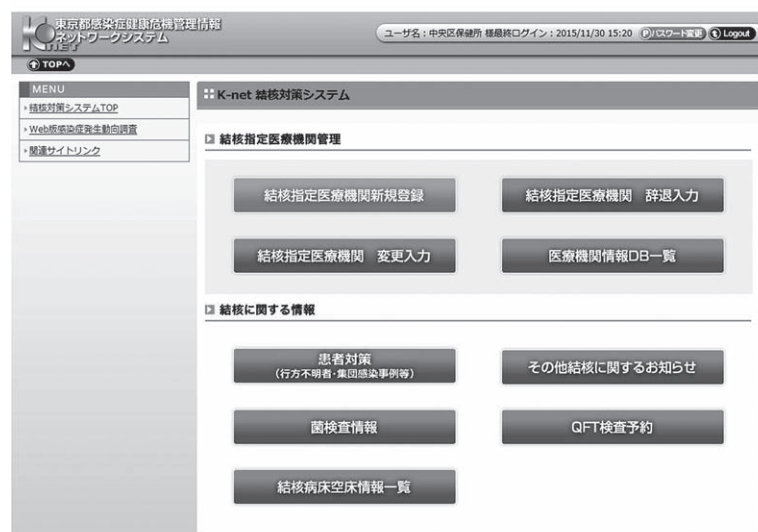 東京都感染症健康危機管理情報
ネットワークシステム
K-NET
ユーザ名：中央区保健所 様最終ログイン：2015/11/30 15:20 パスワード変更 Logout
TOPへ
MENU
結核対策システムTOP
Web版感染症発生動向調査
関連サイトリンク
K-net 結核対策システム
結核指定医療機関管理
結核指定医療機関新規登録
結核指定医療機関　辞退入力
結核指定医療機関　変更入力
医療機関情報DB一覧
結核に関する情報
患者対策
（行方不明者・集団感染事例等）
その他結核に関するお知らせ
菌検査情報
QFT検査予約
結核病床空床情報一覧